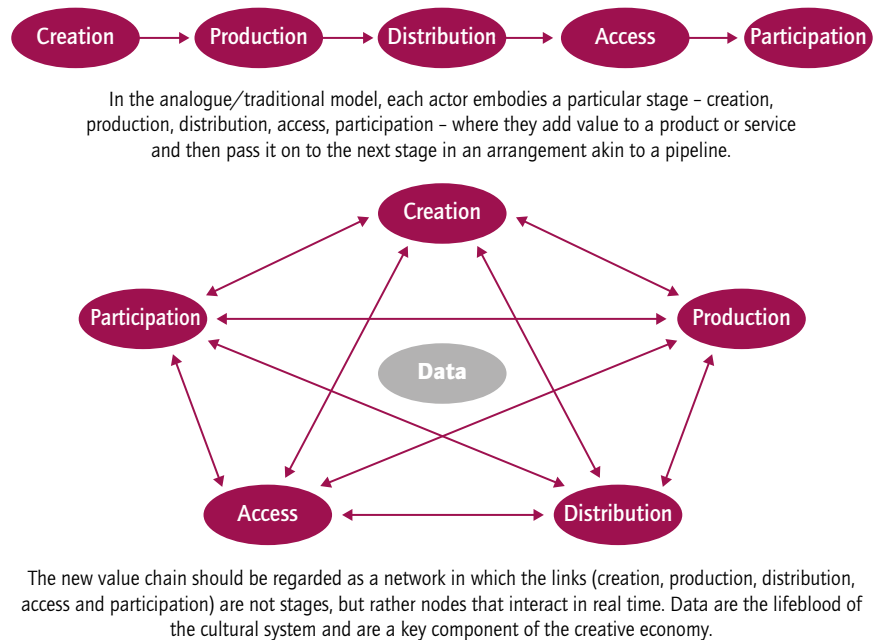 Creation
Production
Distribution
Access
Participation
In the analogue/traditional model, each actor embodies a particular stage – creation,
production, distribution, access, participation – where they add value to a product or service
and then pass it on to the next stage in an arrangement akin to a pipeline.
Creation
Participation
Production
Data
Access
Distribution
The new value chain should be regarded as a network in which the links (creation, production, distribution,
access and participation) are not stages, but rather nodes that interact in real time. Data are the lifeblood of
the cultural system and are a key component of the creative economy.